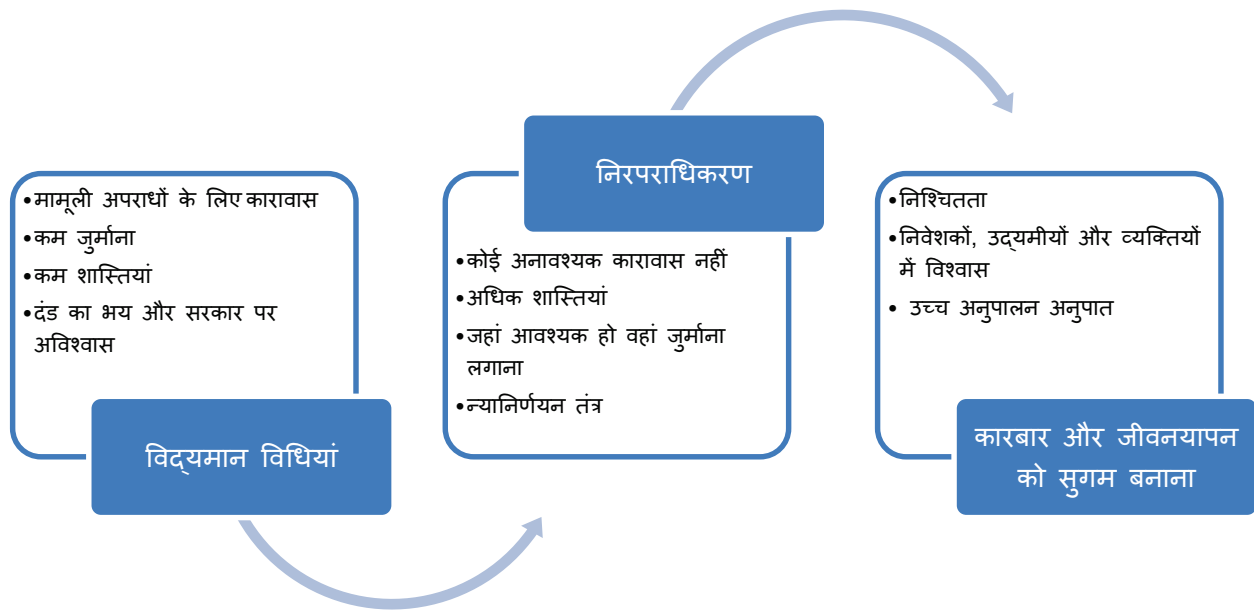 •मामूली अपराधों के लिए कारावास
•कम जुर्माना
•कम शास्तियां
•दंड का भय और सरकार पर
अविश्वास
विद्यमान विधियां
निरपराधिकरण
•कोई अनावश्यक कारावास नहीं
•अधिक शास्तियां
•जहां आवश्यक हो वहां जुर्माना
लगाना
•न्यानिर्णयन तंत्र
•निश्चितता
•निवेशकों, उद्यमीयों और व्यक्तियों
में विश्वास
• उच्च अनुपालन अनुपात
कारबार और जीवनयापन
को सुगम बनाना